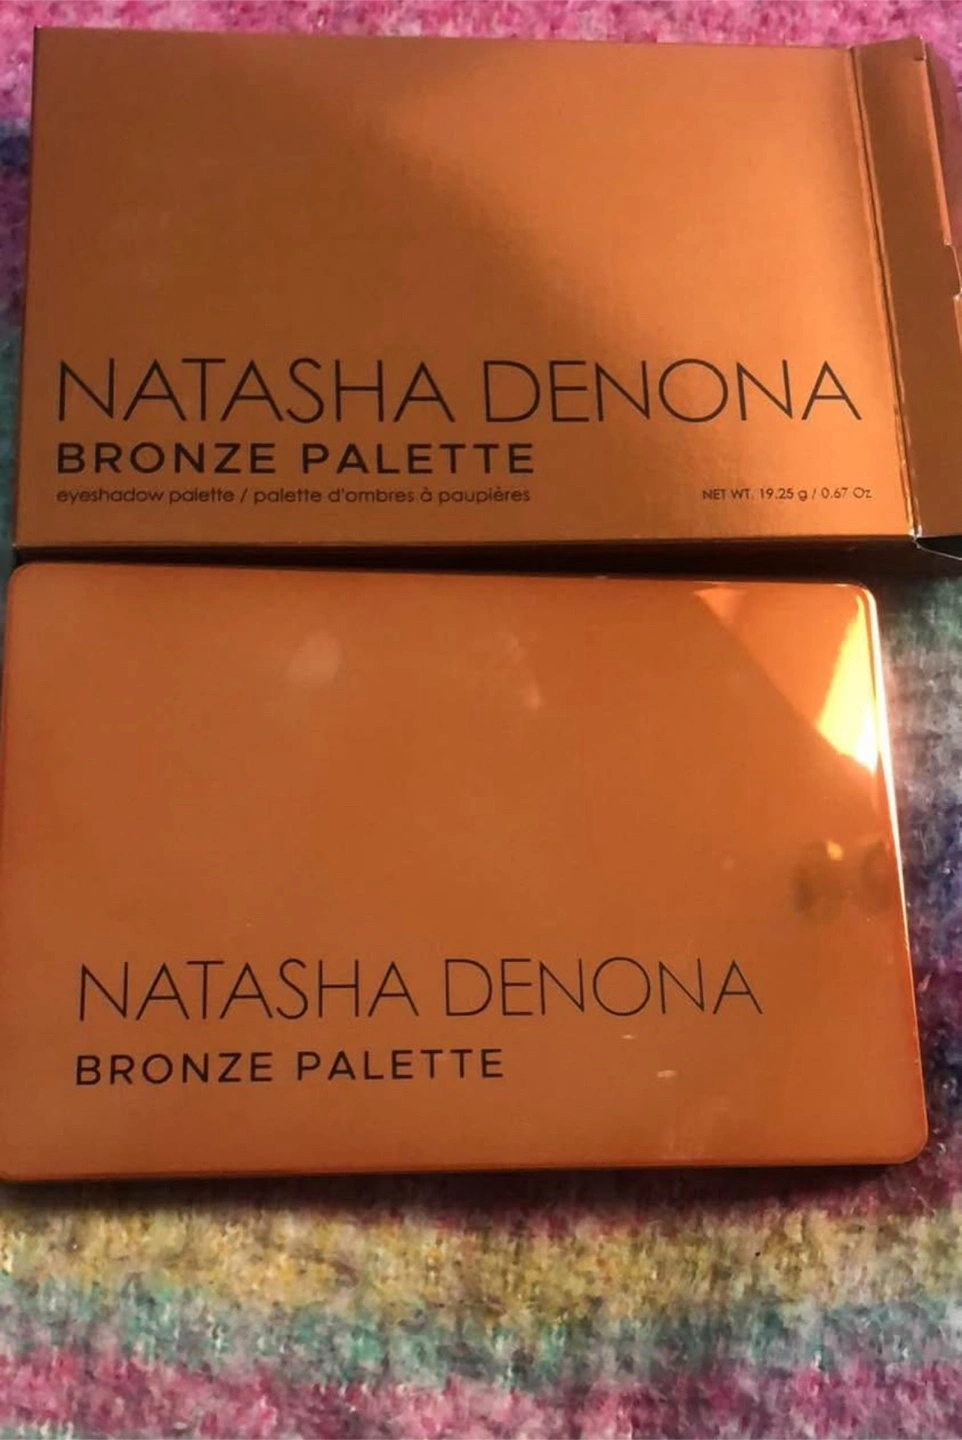 NATASHA DENONA
BRONZE PALETTE
eyeshadow palette / palette d'ombres à paupières
NET WT. 19.25 g / 0.67 Oz
NATASHA DENONA
BRONZE PALETTE